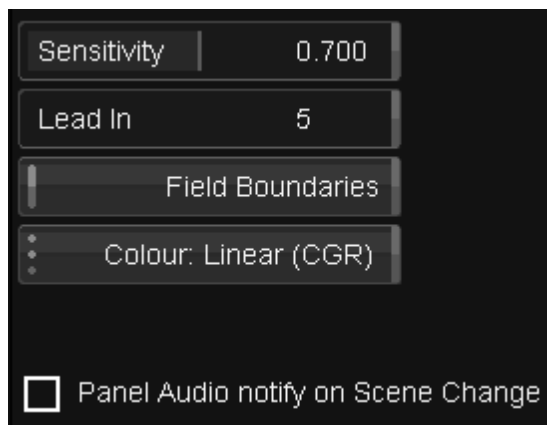 Sensitivity 0.700
Lead In 5
Field Boundaries
Colour: Linear (CGR)
Panel Audio notify on Scene Change